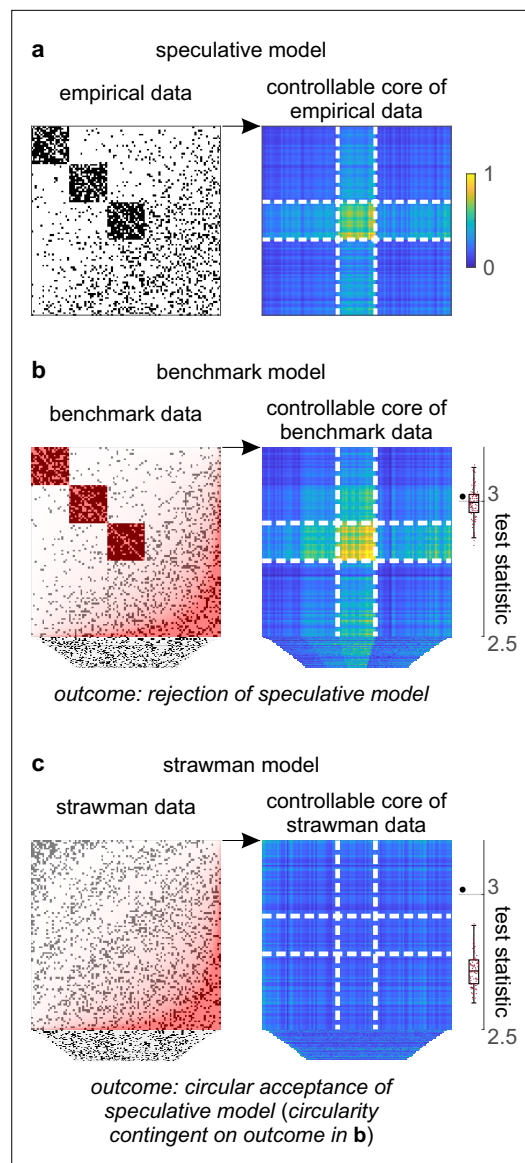 a speculative model
empirical data
controllable core of
empirical data
1
0
b benchmark model
benchmark data
controllable core of
benchmark data
3
test statistic
2.5
outcome: rejection of speculative model
c strawman model
strawman data
controllable core of
strawman data
3
test statistic
2.5
outcome: circular acceptance of
speculative model (circularity
contingent on outcome in b)